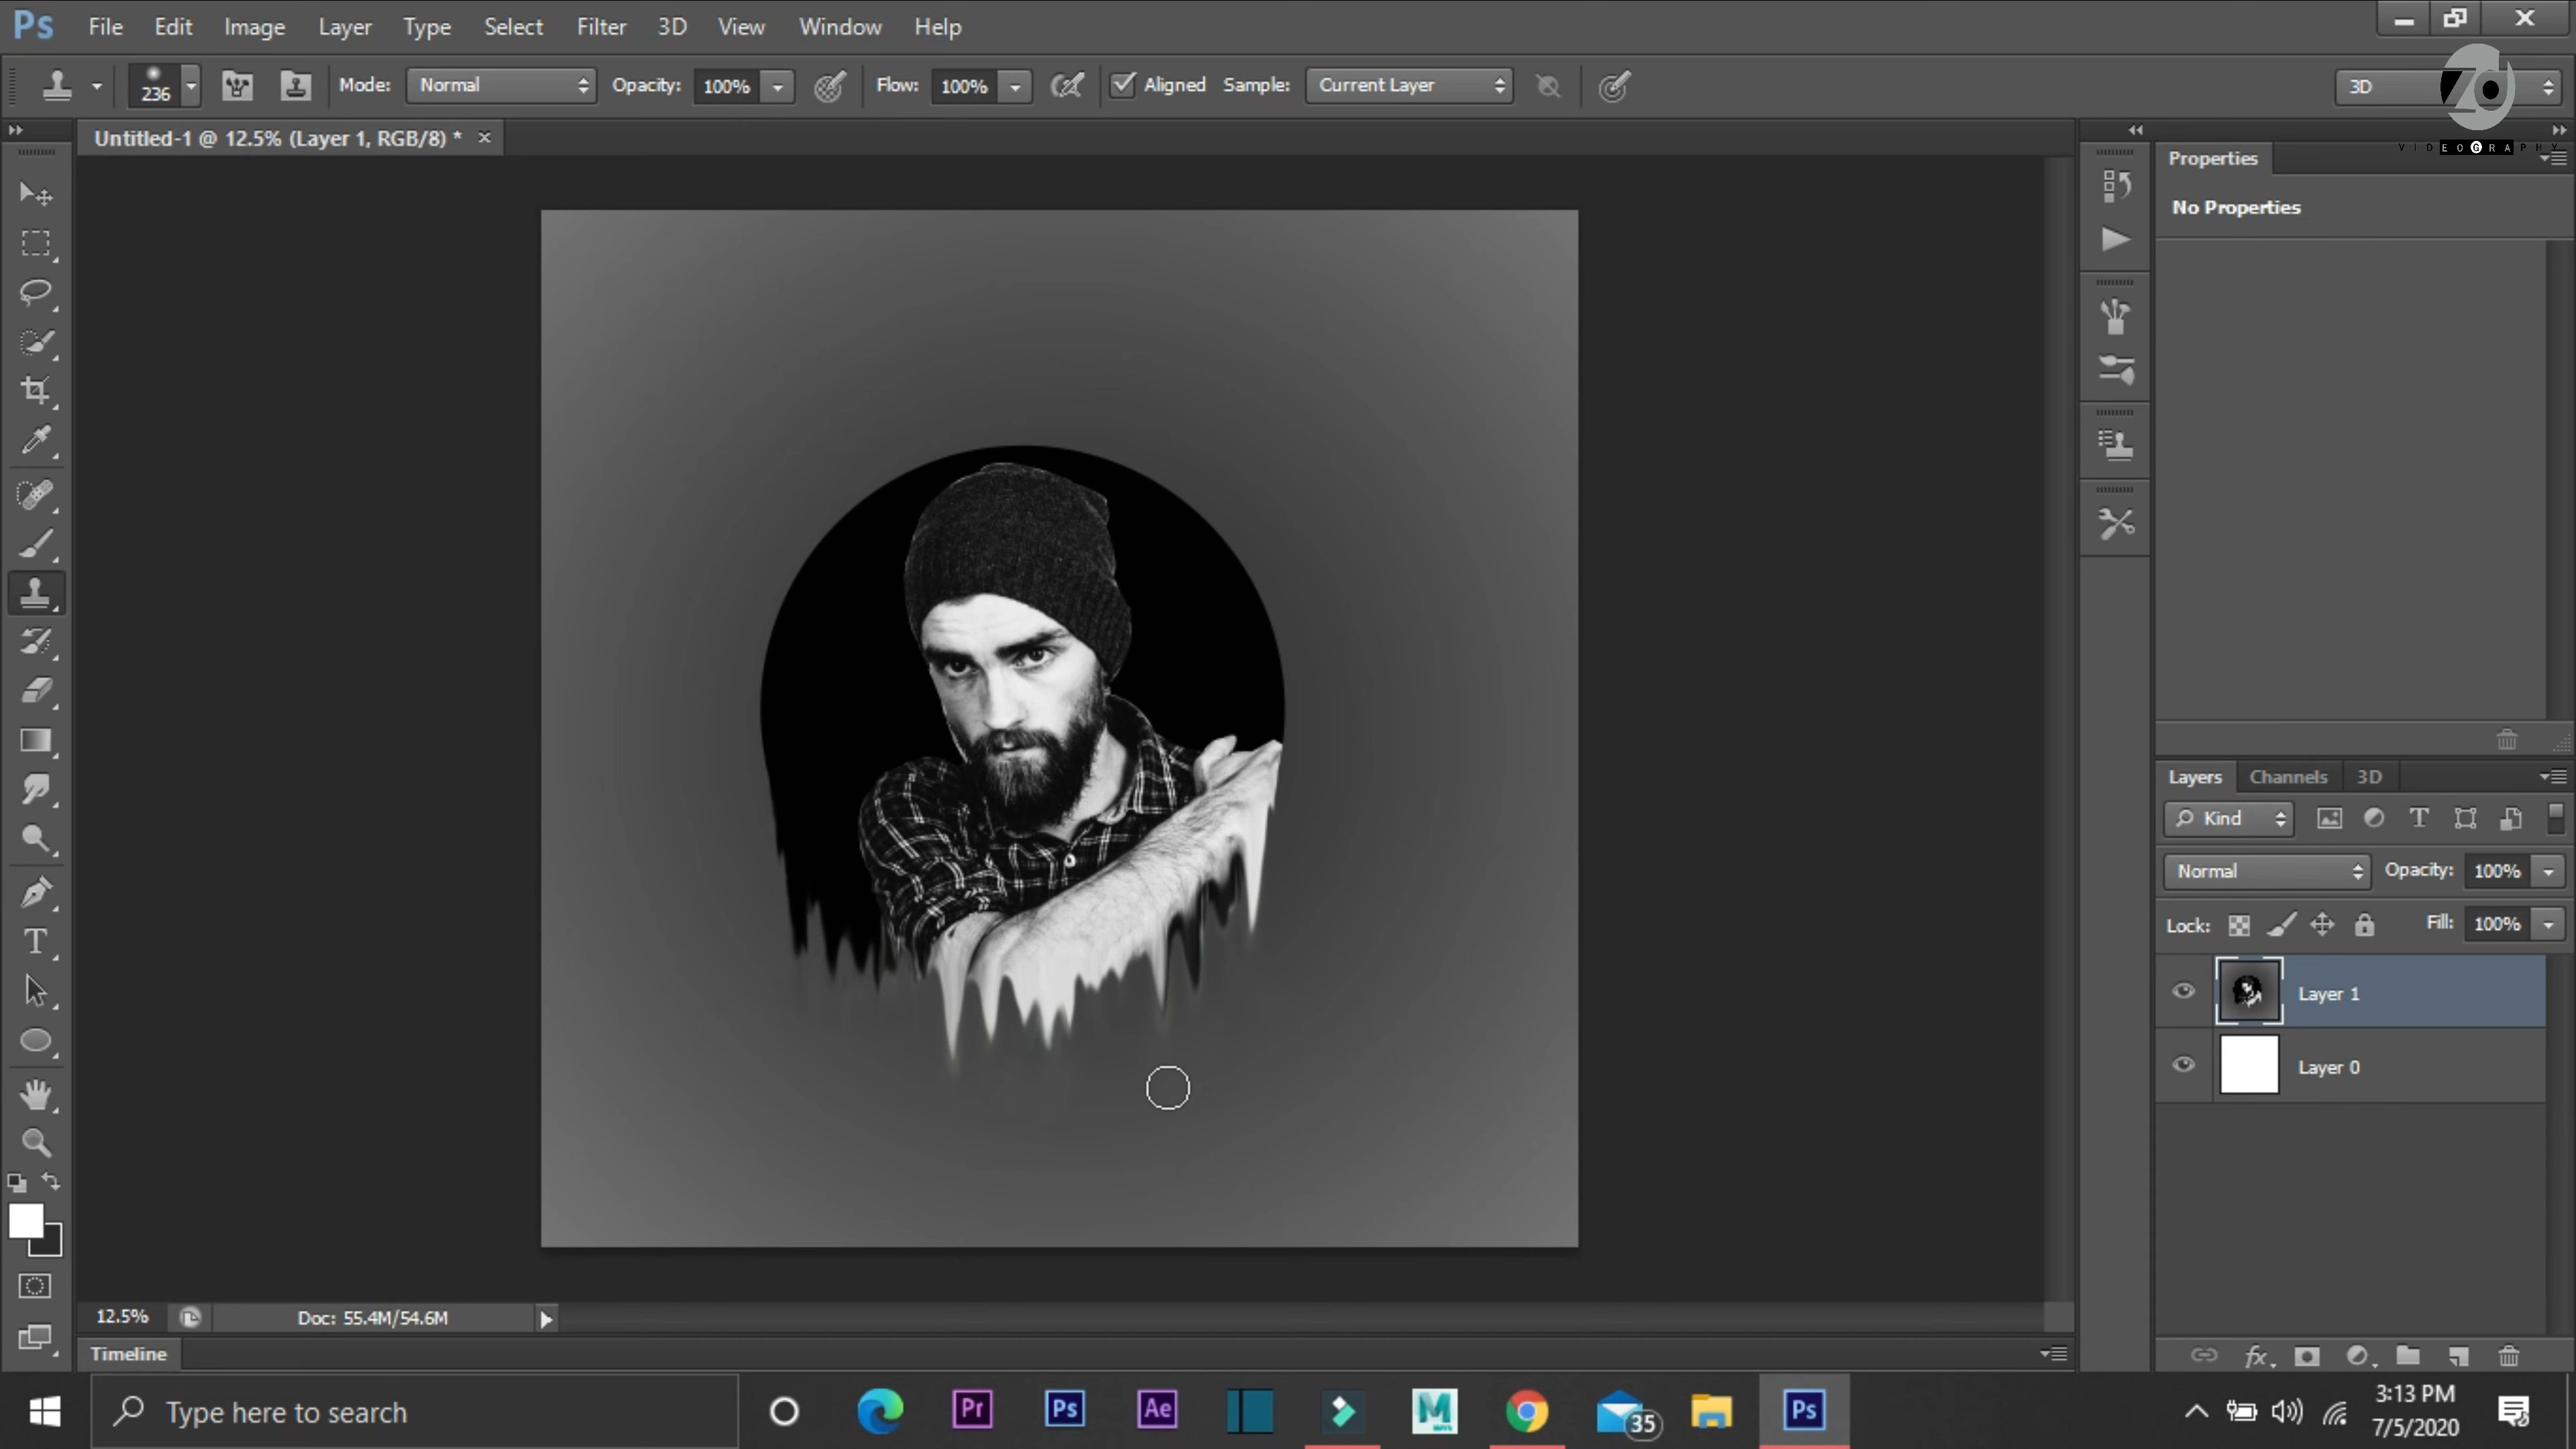 Ps File Edit Image Layer Type Select Filter 3D View Window Help
236 Mode: Normal Opacity: 100% Flow: 100% Aligned Sample: Current Layer 3D
ZO
VIDEOGRAPHY
Untitled-1 @ 12.5% (Layer 1, RGB/8) * ×
Properties
No Properties
Layers Channels 3D
Kind
Normal Opacity: 100%
Lock: Fill: 100%
Layer 1
Layer 0
fx
12.5% Doc: 55.4M/54.6M
Timeline
Type here to search
Pr Ps Ae M 35 Ps
3:13 PM
7/5/2020